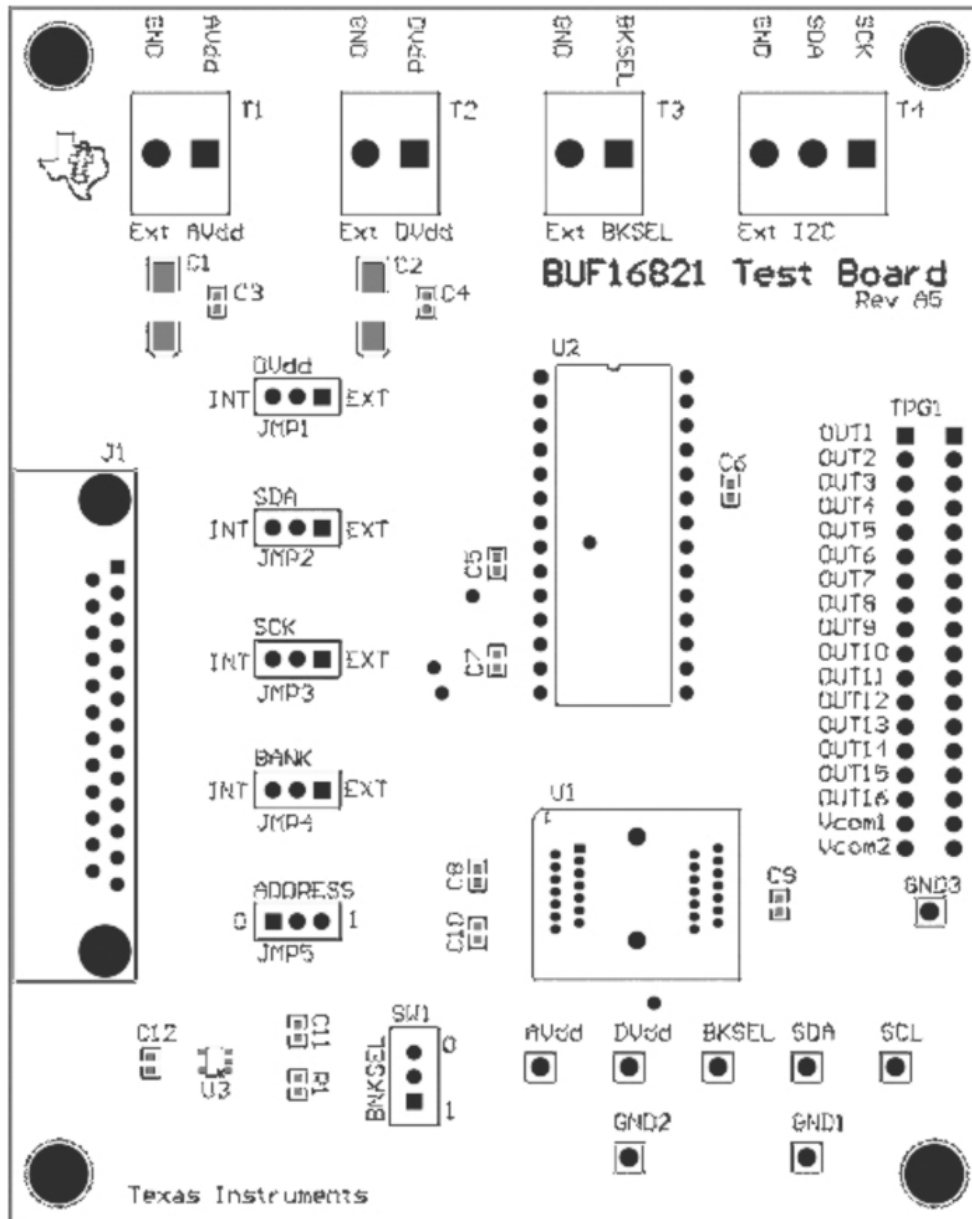 GND AVdd GND DVdd GND BKSEL GND SDA SCK
T1 T2 T3 T4
Ext AVdd Ext DVdd Ext BKSEL Ext I2C
C1 C2
C3 C4
BUF16821 Test Board
Rev A5
U2
DVdd
INT EXT
JMP1
TPG1
OUT1
OUT2
OUT3
OUT4
OUT5
OUT6
OUT7
OUT8
OUT9
OUT10
OUT11
OUT12
OUT13
OUT14
OUT15
OUT16
Vcom1
Vcom2
J1
C6
SDA
INT EXT
JMP2
C5
SCK
INT EXT
JMP3
C7
BANK
INT EXT
JMP4
U1
C8
C9
GND3
ADDRESS
0 1
JMP5
C10
SW1
0
BNKSEL
1
C12
U3
C11
R1
AVdd DVdd BKSEL SDA SCL
GND2 GND1
Texas Instruments